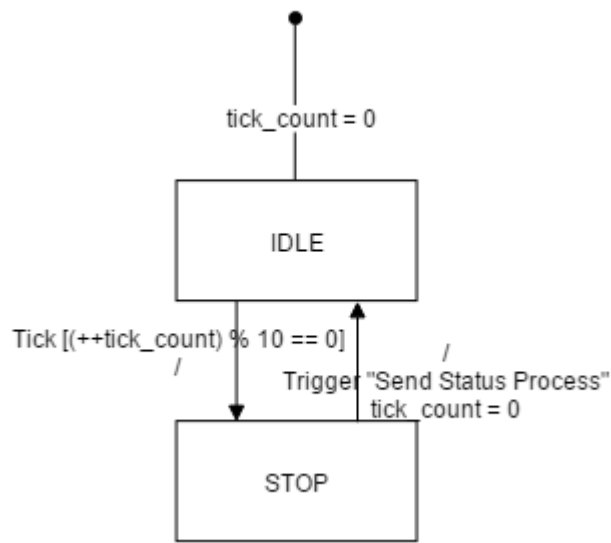 tick_count = 0
IDLE
Tick [(++tick_count) % 10 == 0]
/
/
Trigger "Send Status Process"
tick_count = 0
STOP